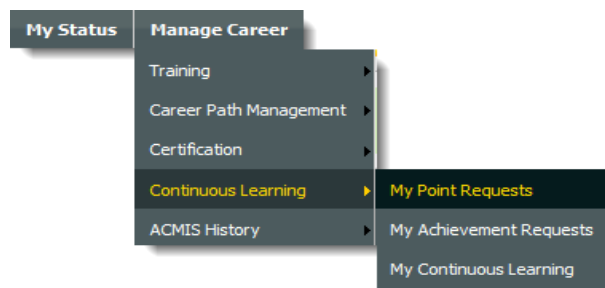 My Status Manage Career
Training
Career Path Management
Certification
Continuous Learning My Point Requests
ACMIS History My Achievement Requests
My Continuous Learning